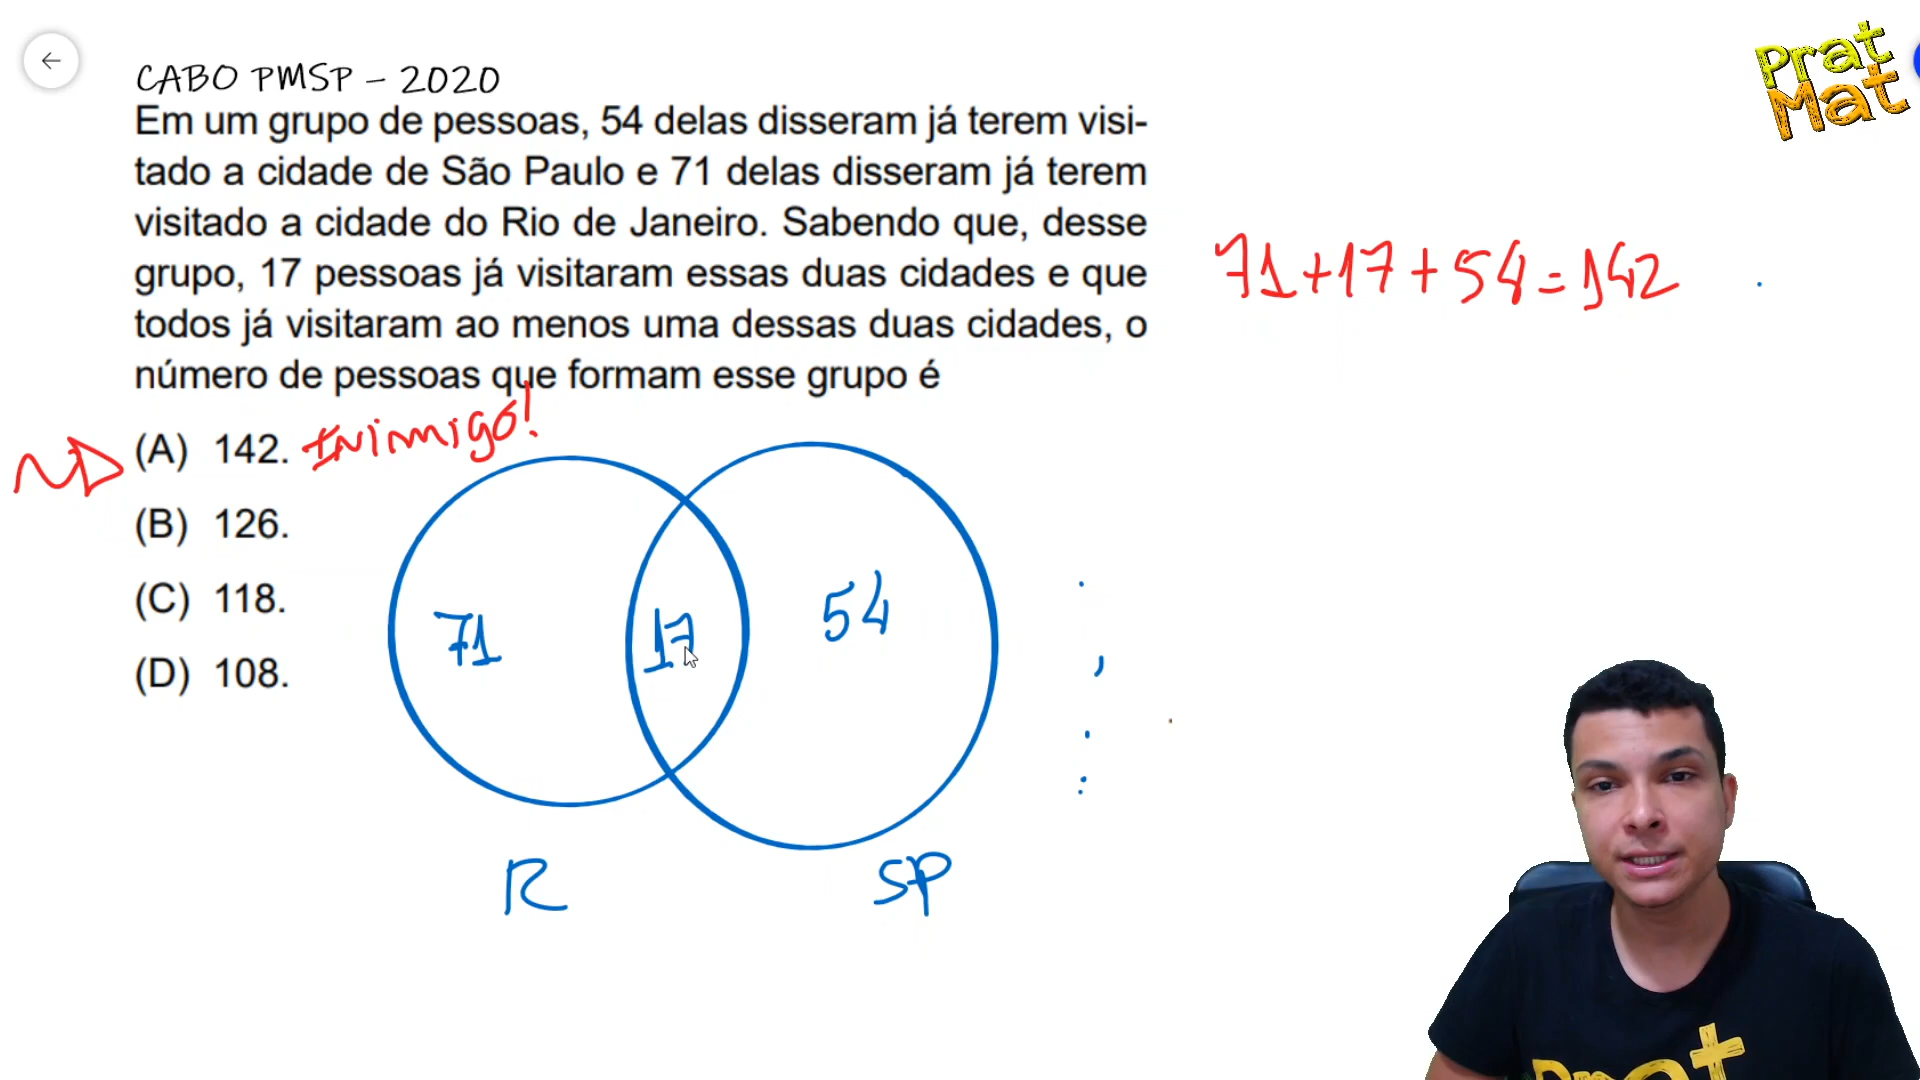 CABO PMSP - 2020
Em um grupo de pessoas, 54 delas disseram já terem visi-
tado a cidade de São Paulo e 71 delas disseram já terem
visitado a cidade do Rio de Janeiro. Sabendo que, desse
grupo, 17 pessoas já visitaram essas duas cidades e que
todos já visitaram ao menos uma dessas duas cidades, o
número de pessoas que formam esse grupo é
(A) 142. INimigo!
(B) 126.
(C) 118.
(D) 108.
71 17 54
R SP
71+17+54=142
Prat
Mat
Prat